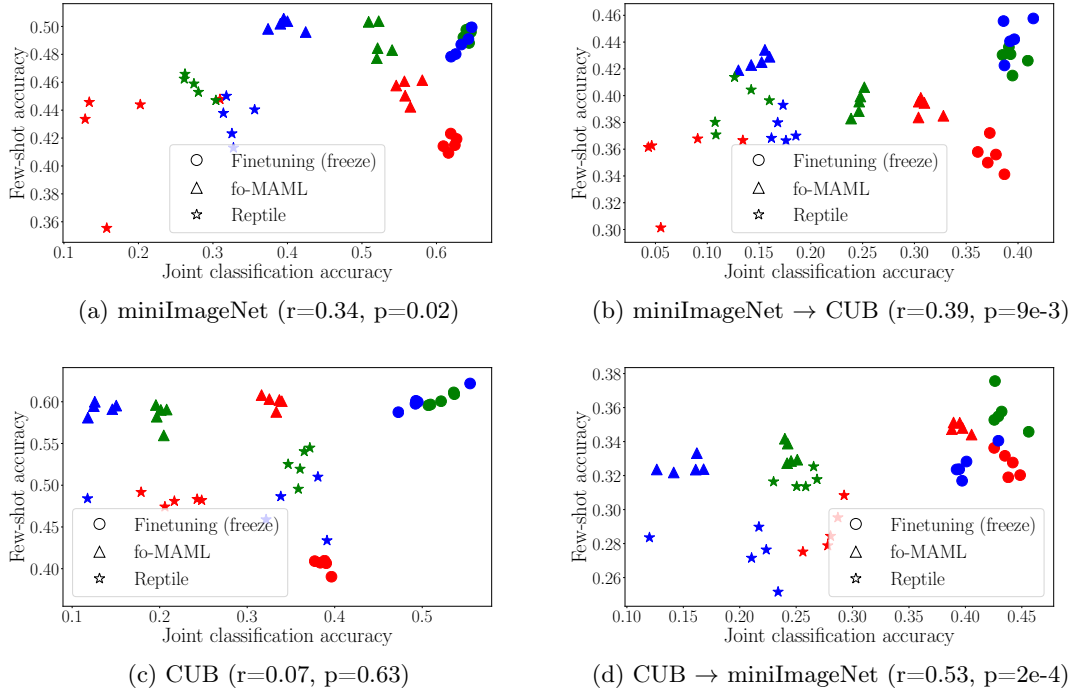 Few-shot accuracy
0.50
0.48
0.46
0.44
0.42
0.40
0.38
0.36
Finetuning (freeze)
fo-MAML
Reptile
0.1 0.2 0.3 0.4 0.5 0.6
Joint classification accuracy
(a) miniImageNet (r=0.34, p=0.02)
Few-shot accuracy
0.46
0.44
0.42
0.40
0.38
0.36
0.34
0.32
0.30
Finetuning (freeze)
fo-MAML
Reptile
0.05 0.10 0.15 0.20 0.25 0.30 0.35 0.40
Joint classification accuracy
(b) miniImageNet → CUB (r=0.39, p=9e-3)
Few-shot accuracy
0.60
0.55
0.50
0.45
0.40
Finetuning (freeze)
fo-MAML
Reptile
0.1 0.2 0.3 0.4 0.5
Joint classification accuracy
(c) CUB (r=0.07, p=0.63)
Few-shot accuracy
0.38
0.36
0.34
0.32
0.30
0.28
0.26
Finetuning (freeze)
fo-MAML
Reptile
0.10 0.15 0.20 0.25 0.30 0.35 0.40 0.45
Joint classification accuracy
(d) CUB → miniImageNet (r=0.53, p=2e-4)